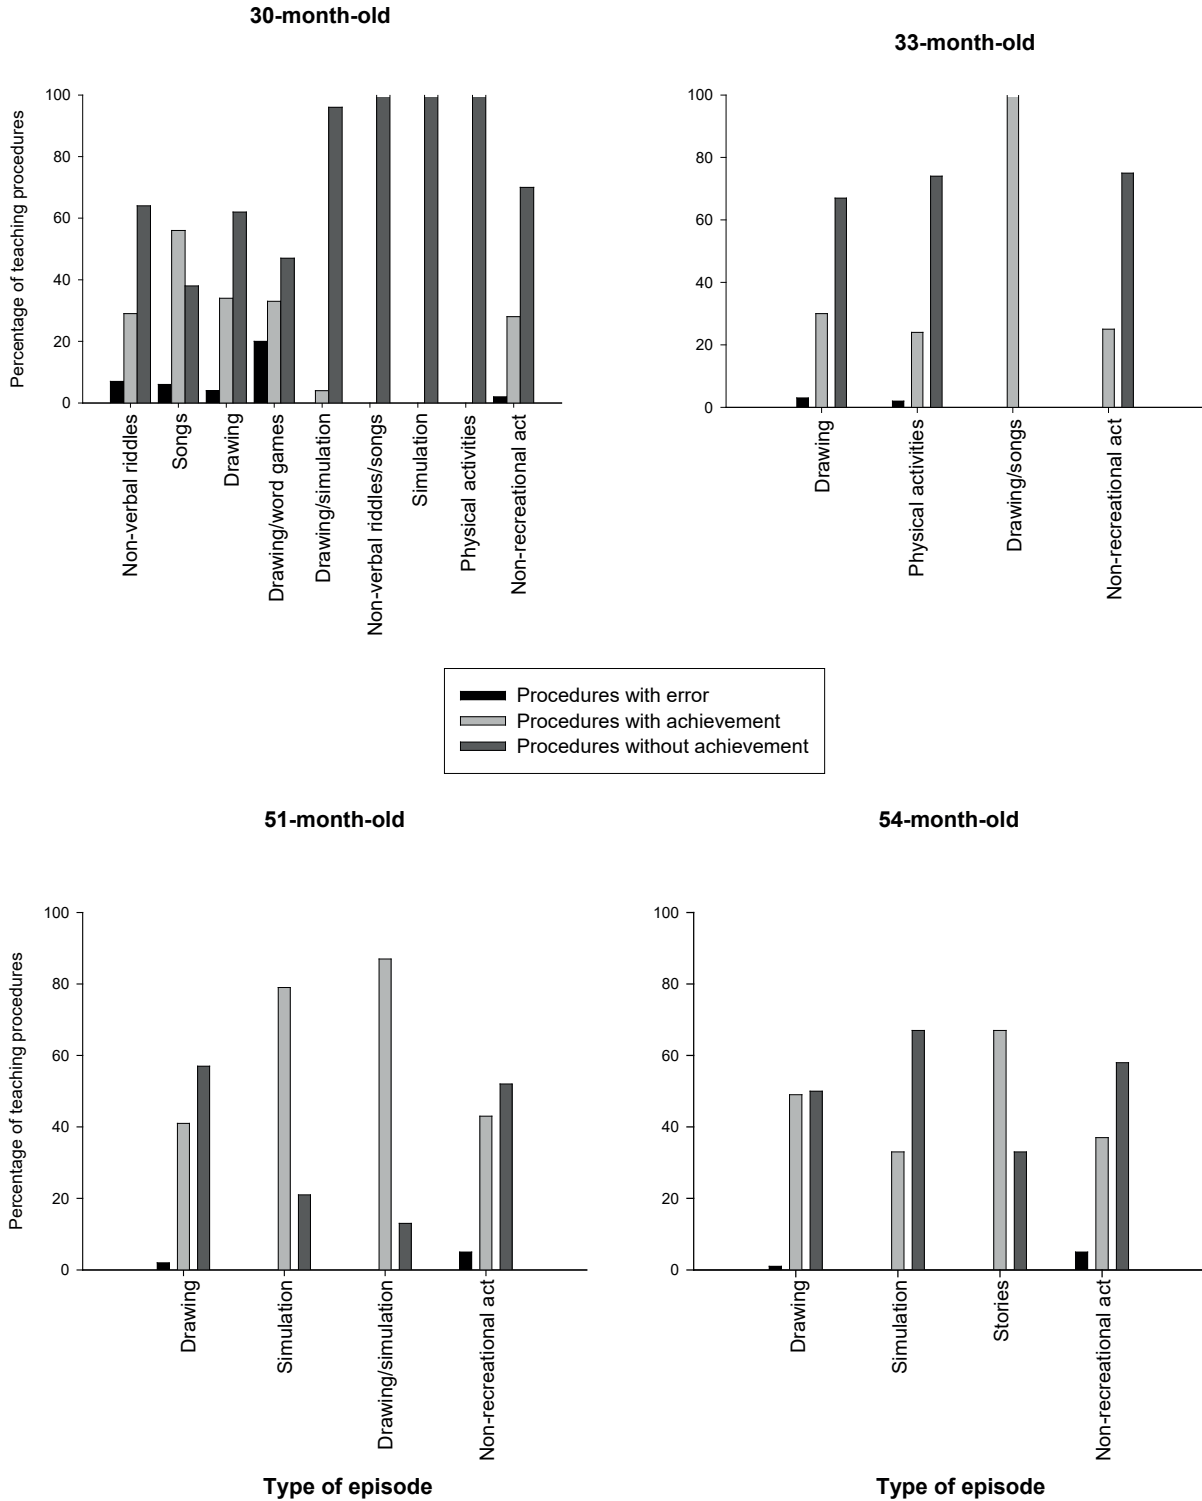 30-month-old
Percentage of teaching procedures
100
80
60
40
20
0
Non-verbal riddles
Songs
Drawing
Drawing/word games
Drawing/simulation
Non-verbal riddles/songs
Simulation
Physical activities
Non-recreational act
33-month-old
100
80
60
40
20
0
Drawing
Physical activities
Drawing/songs
Non-recreational act
Procedures with error
Procedures with achievement
Procedures without achievement
51-month-old
Percentage of teaching procedures
100
80
60
40
20
0
Drawing
Simulation
Drawing/simulation
Non-recreational act
Type of episode
54-month-old
100
80
60
40
20
0
Drawing
Simulation
Stories
Non-recreational act
Type of episode